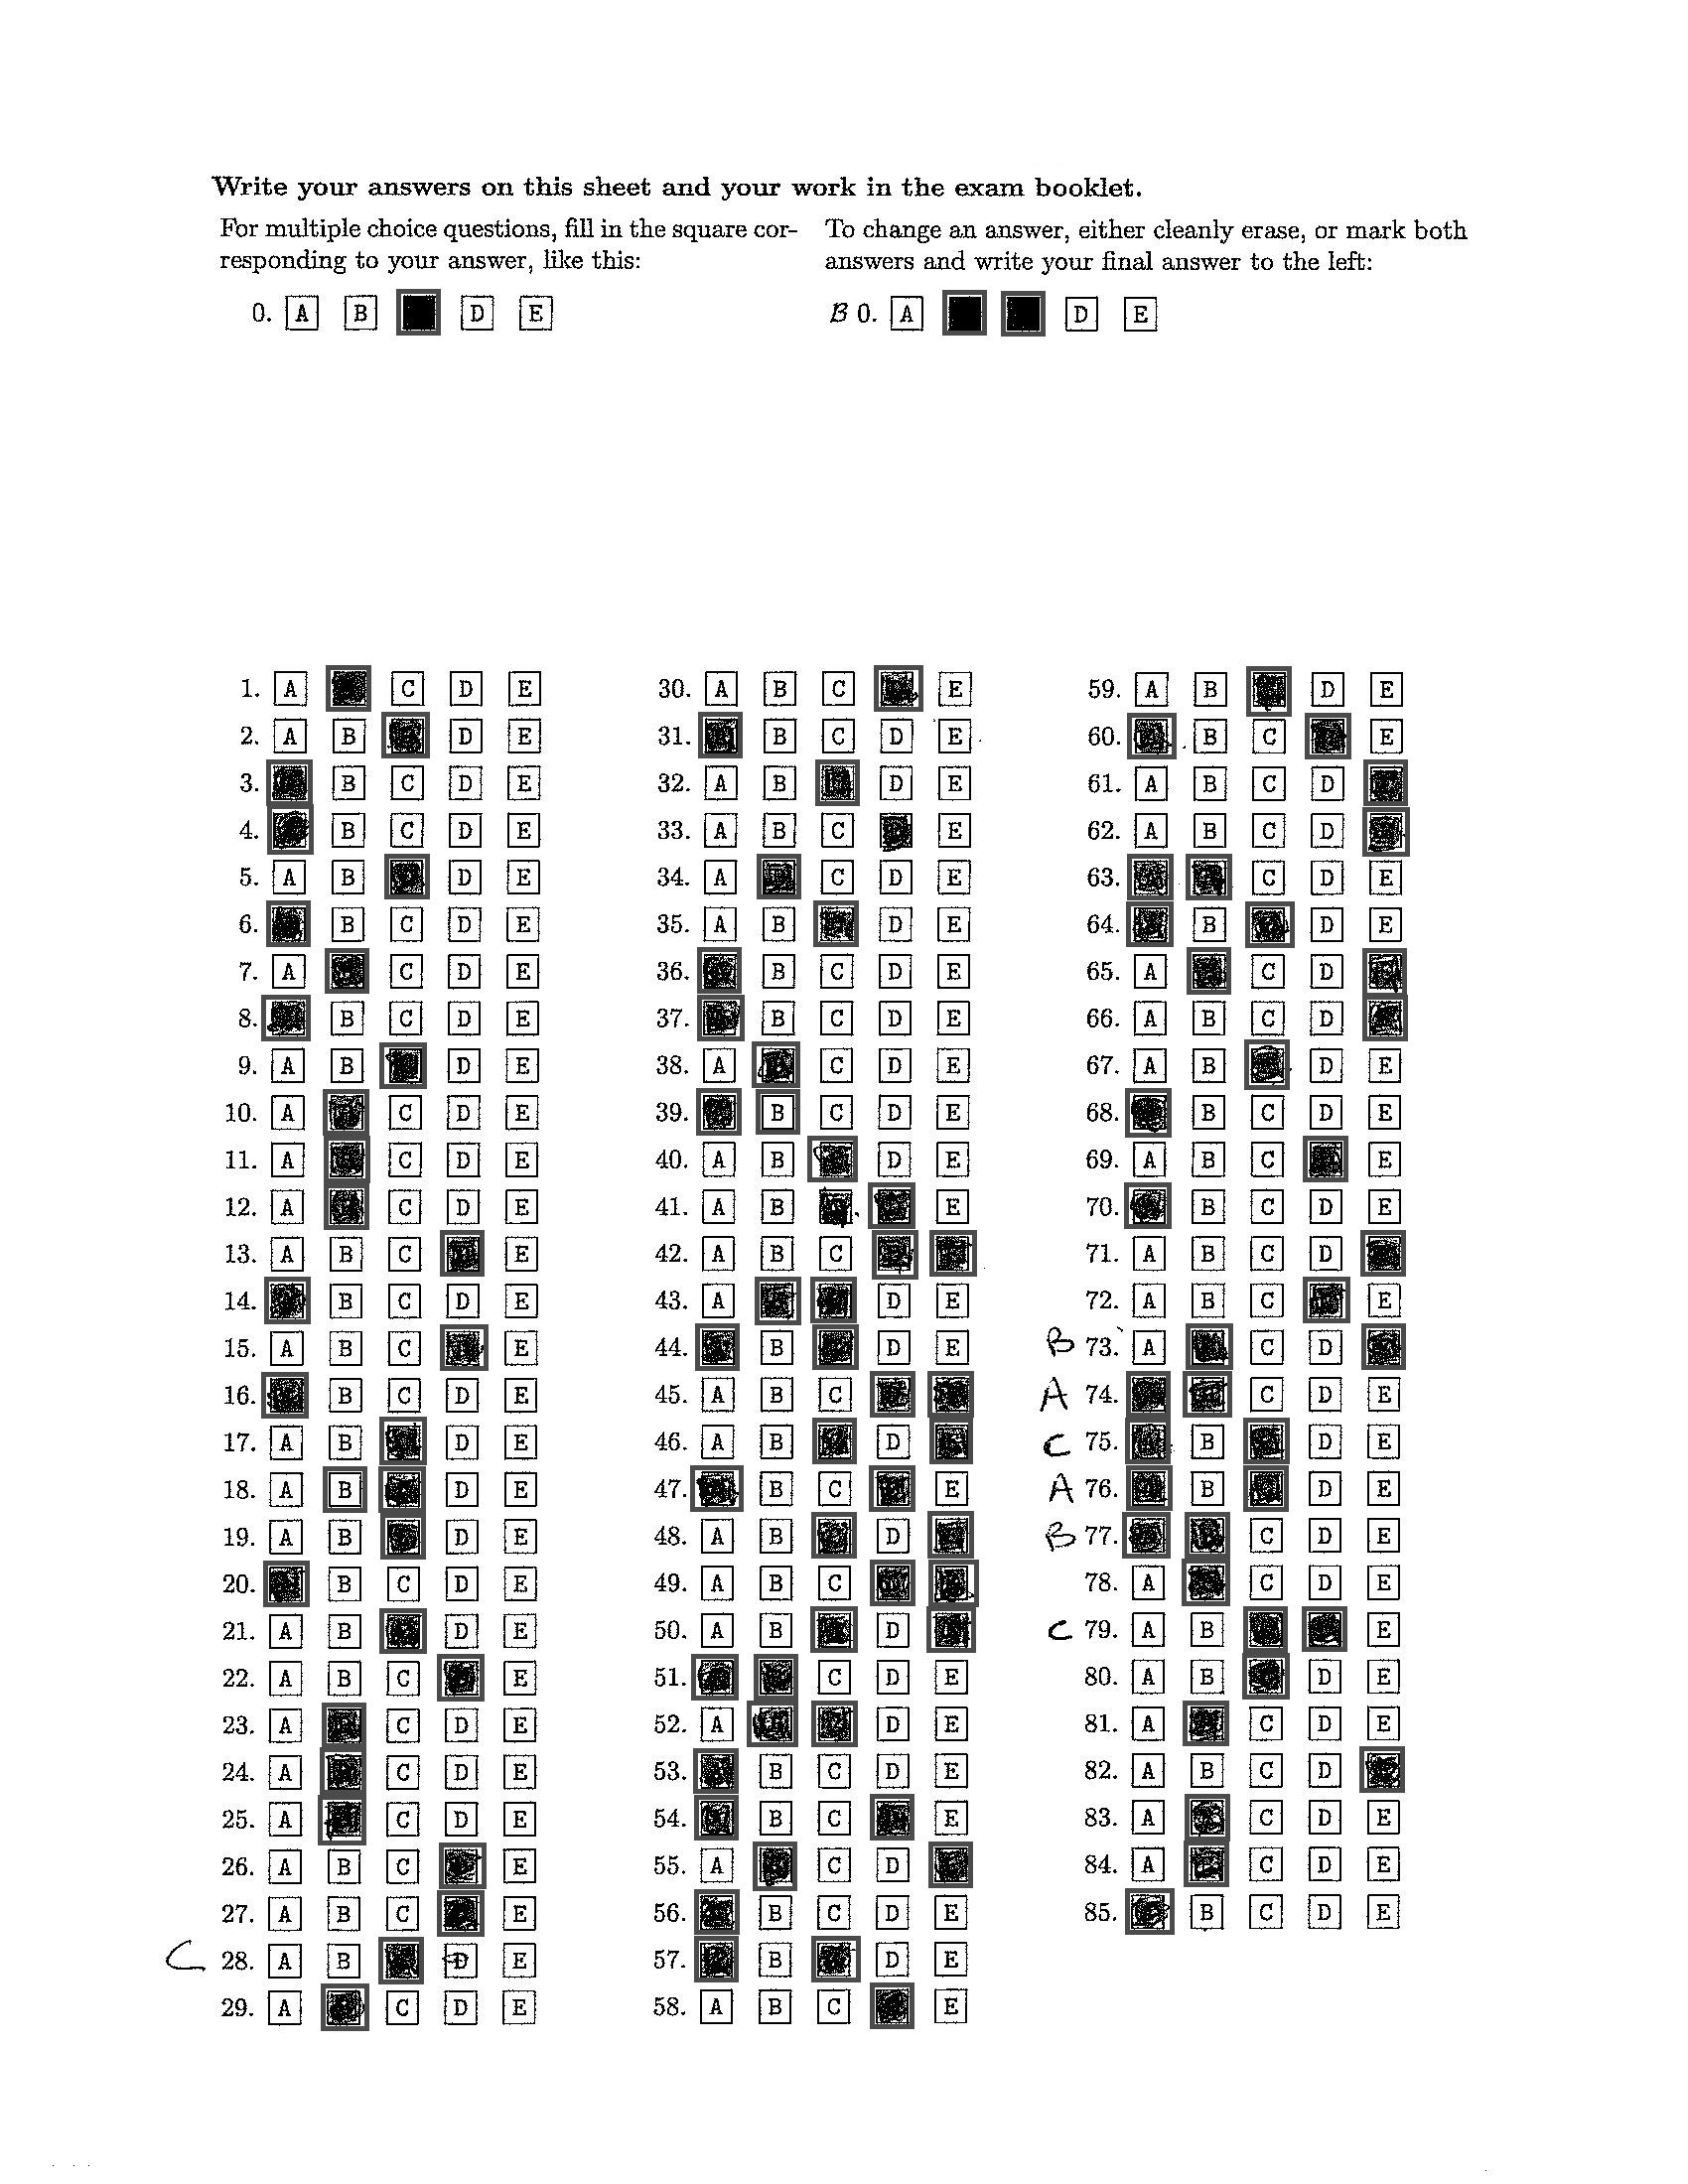 Write your answers on this sheet and your work in the exam booklet.
For multiple choice questions, fill in the square cor-
responding to your answer, like this:
To change an answer, either cleanly erase, or mark both
answers and write your final answer to the left:
0. A B D E
B 0. A D E
1. A C D E
2. A B D E
3. B C D E
4. B C D E
5. A B D E
6. B C D E
7. A C D E
8. B C D E
9. A B D E
10. A C D E
11. A C D E
12. A C D E
13. A B C E
14. B C D E
15. A B C E
16. B C D E
17. A B D E
18. A B D E
19. A B D E
20. B C D E
21. A B D E
22. A B C E
23. A C D E
24. A C D E
25. A C D E
26. A B C E
27. A B C E
C 28. A B D E
29. A C D E
30. A B C E
31. B C D E
32. A B D E
33. A B C E
34. A C D E
35. A B D E
36. B C D E
37. B C D E
38. A C D E
39. B C D E
40. A B D E
41. A B E
42. A B C
43. A D E
44. B D E
45. A B C
46. A B D
47. B C E
48. A B D
49. A B C
50. A B D
51. C D E
52. A D E
53. B C D E
54. B C E
55. A C D
56. B C D E
57. B D E
58. A B C E
59. A B D E
60. B C E
61. A B C D
62. A B C D
63. C D E
64. B D E
65. A C D
66. A B C D
67. A B D E
68. B C D E
69. A B C E
70. B C D E
71. A B C D
72. A B C E
B 73. A C D
A 74. C D E
C 75. B D E
A 76. B D E
B 77. C D E
78. A C D E
C 79. A B E
80. A B D E
81. A C D E
82. A B C D
83. A C D E
84. A C D E
85. B C D E